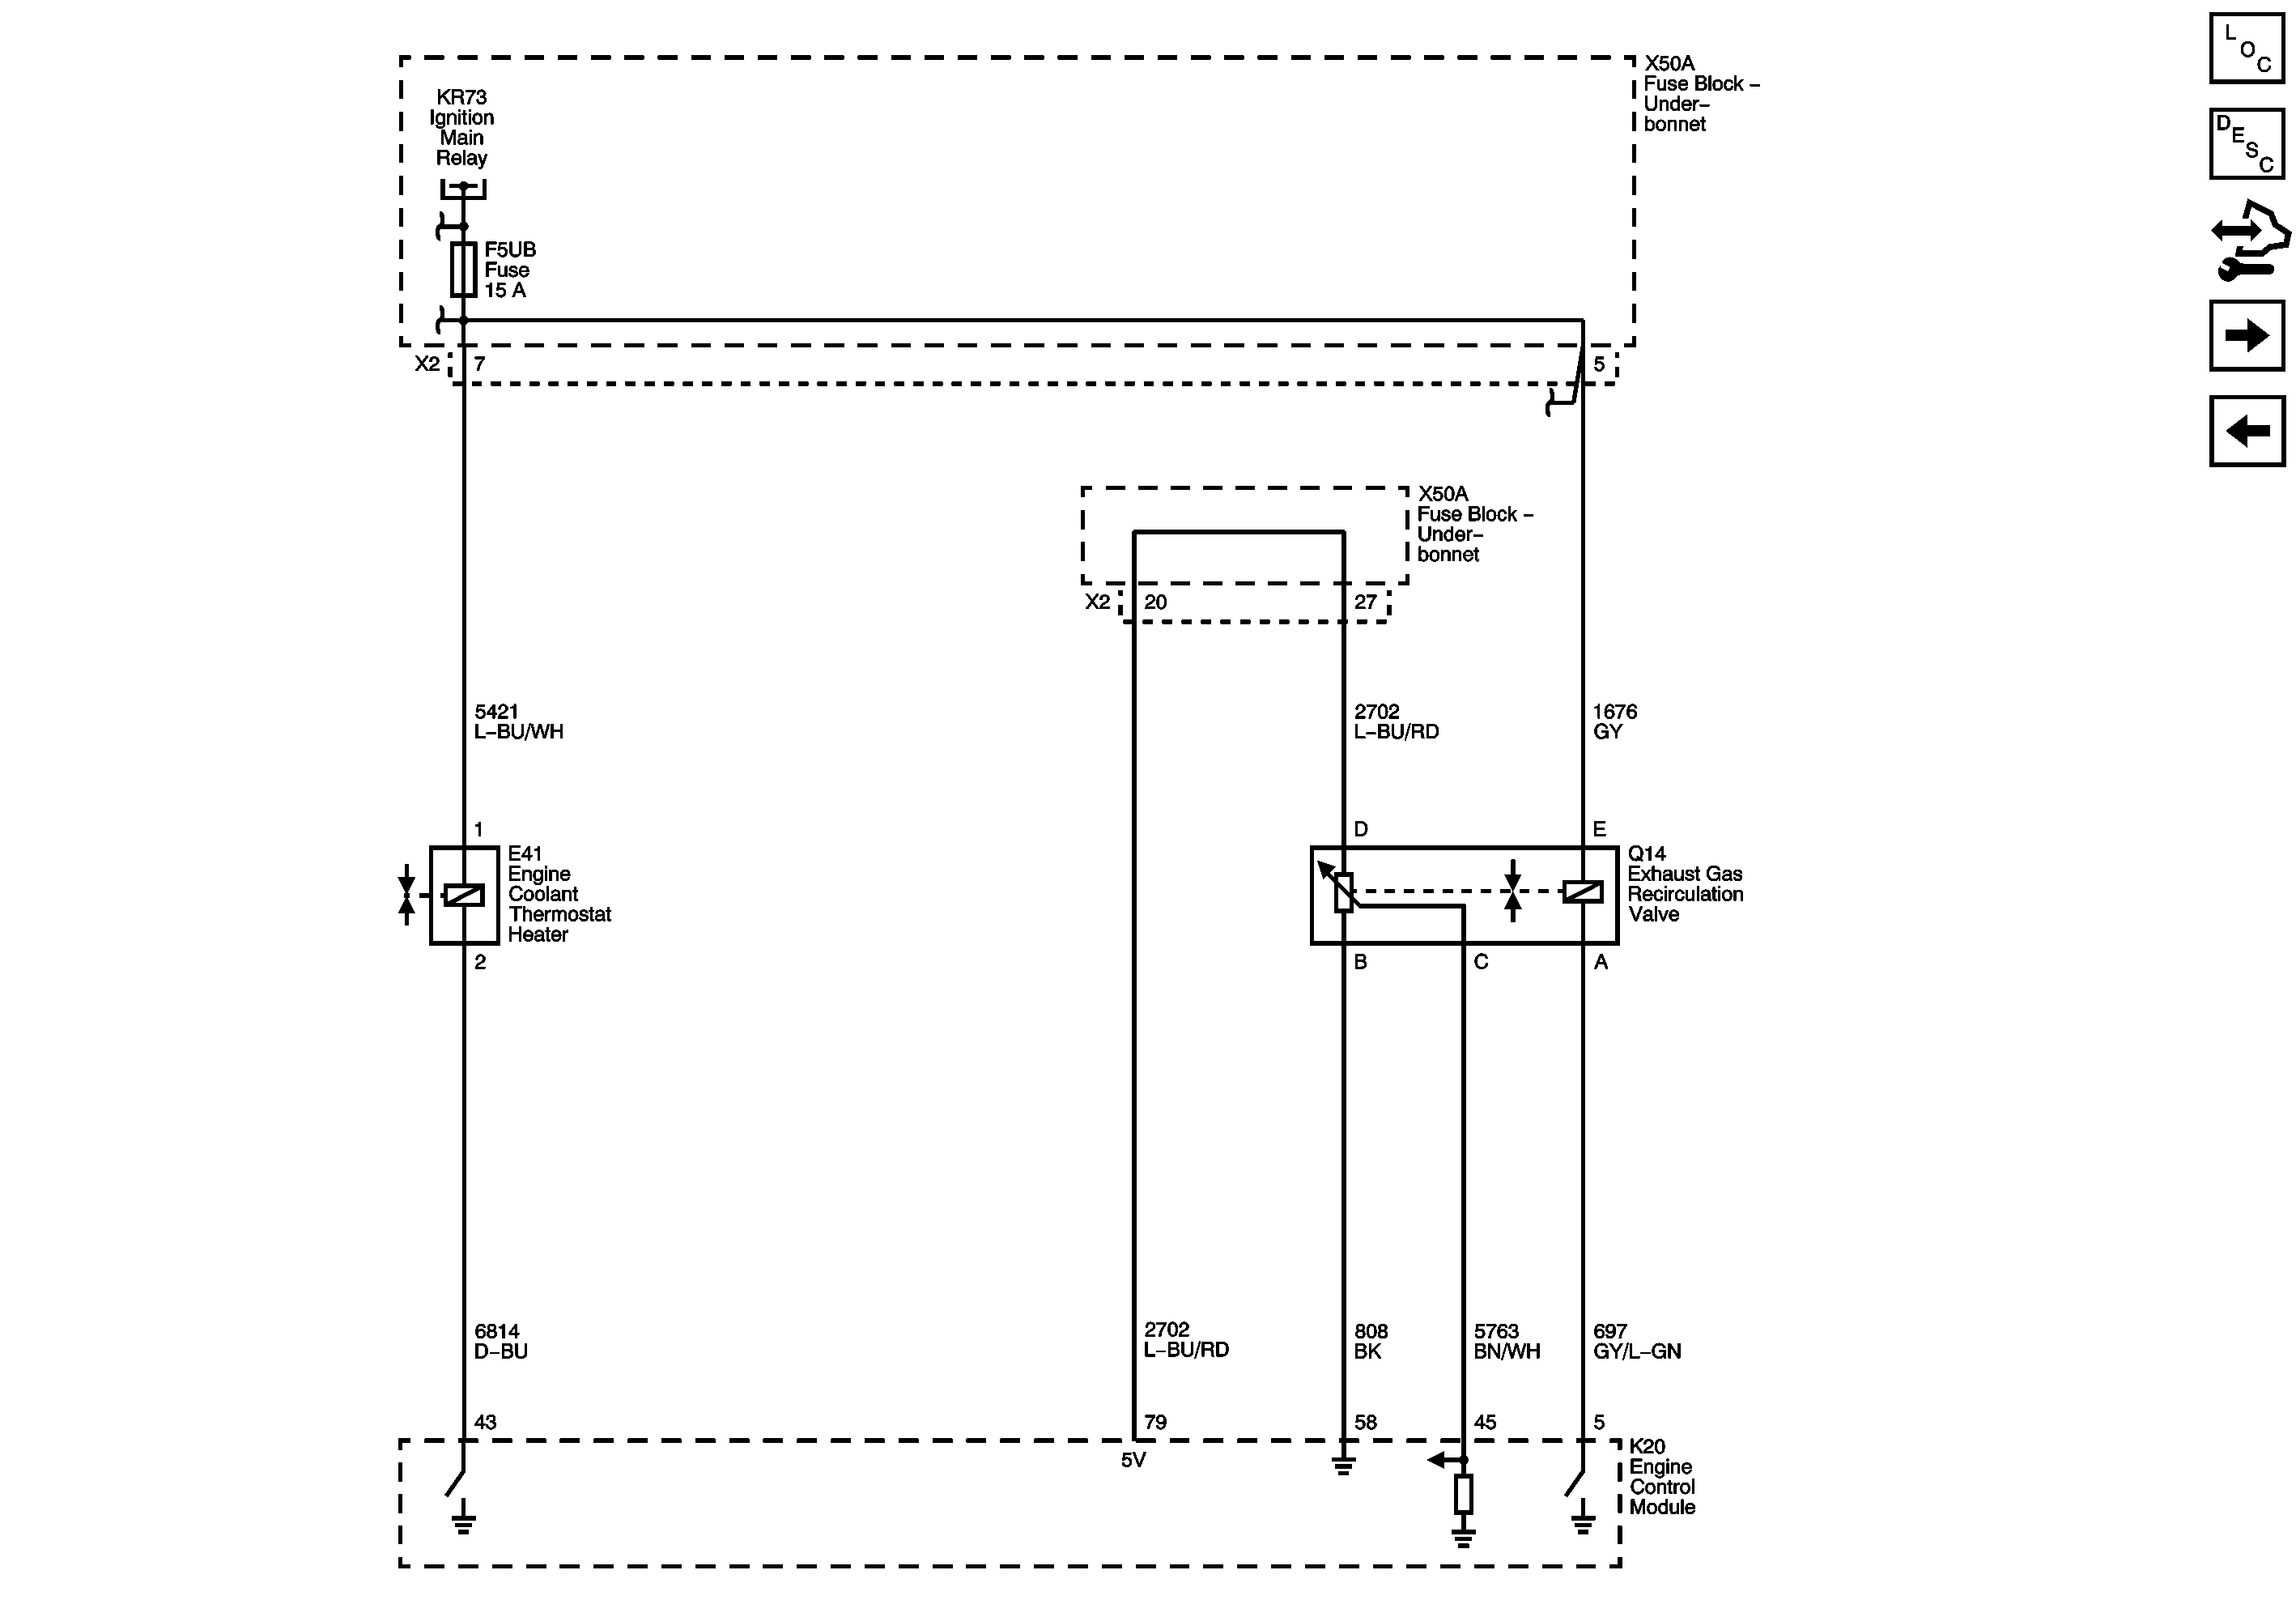 L
O
C
X50A
Fuse Block –
Under–
bonnet
KR73
Ignition
Main
Relay
D
E
S
C
F5UB
Fuse
15 A
X2
7
5
X50A
Fuse Block –
Under–
bonnet
X2
20
27
5421
L–BU/WH
2702
L–BU/RD
1676
GY
1
D
E
E41
Engine
Coolant
Thermostat
Heater
Q14
Exhaust Gas
Recirculation
Valve
2
B
C
A
6814
D–BU
2702
L–BU/RD
808
BK
5763
BN/WH
697
GY/L–GN
43
79
58
45
5
5V
K20
Engine
Control
Module